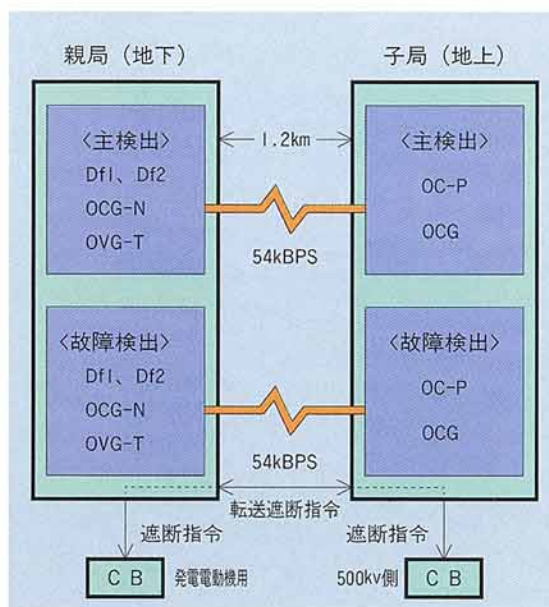 親局（地下）
子局（地上）
〈主検出〉
Df1、Df2
OCG-N
OVG-T
1.2km
54kBPS
〈主検出〉
OC-P
OCG
〈故障検出〉
Df1、Df2
OCG-N
OVG-T
54kBPS
〈故障検出〉
OC-P
OCG
転送遮断指令
遮断指令
遮断指令
CB
発電電動機用
500kv側
CB